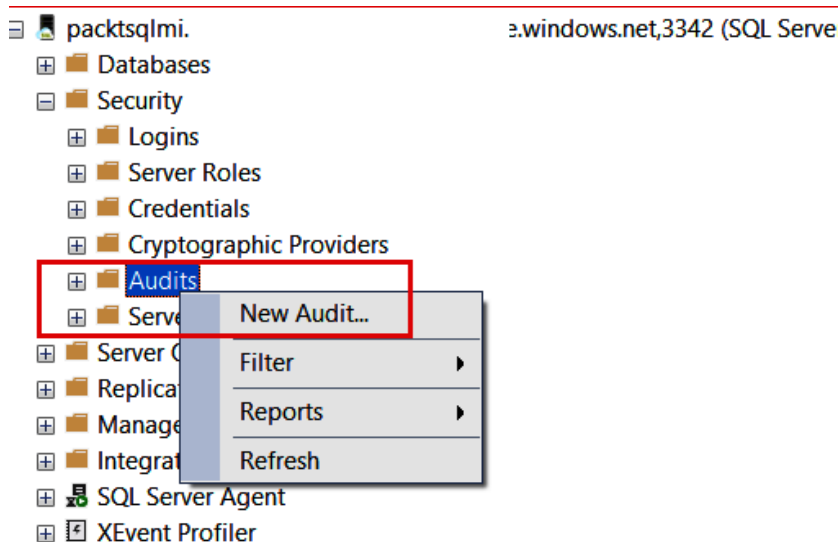 packtsqlmi. e.windows.net,3342 (SQL Serve
Databases
Security
Logins
Server Roles
Credentials
Cryptographic Providers
Audits
New Audit...
Serve
Server
Filter
Replica
Reports
Manage
Integrat
Refresh
SQL Server Agent
XEvent Profiler